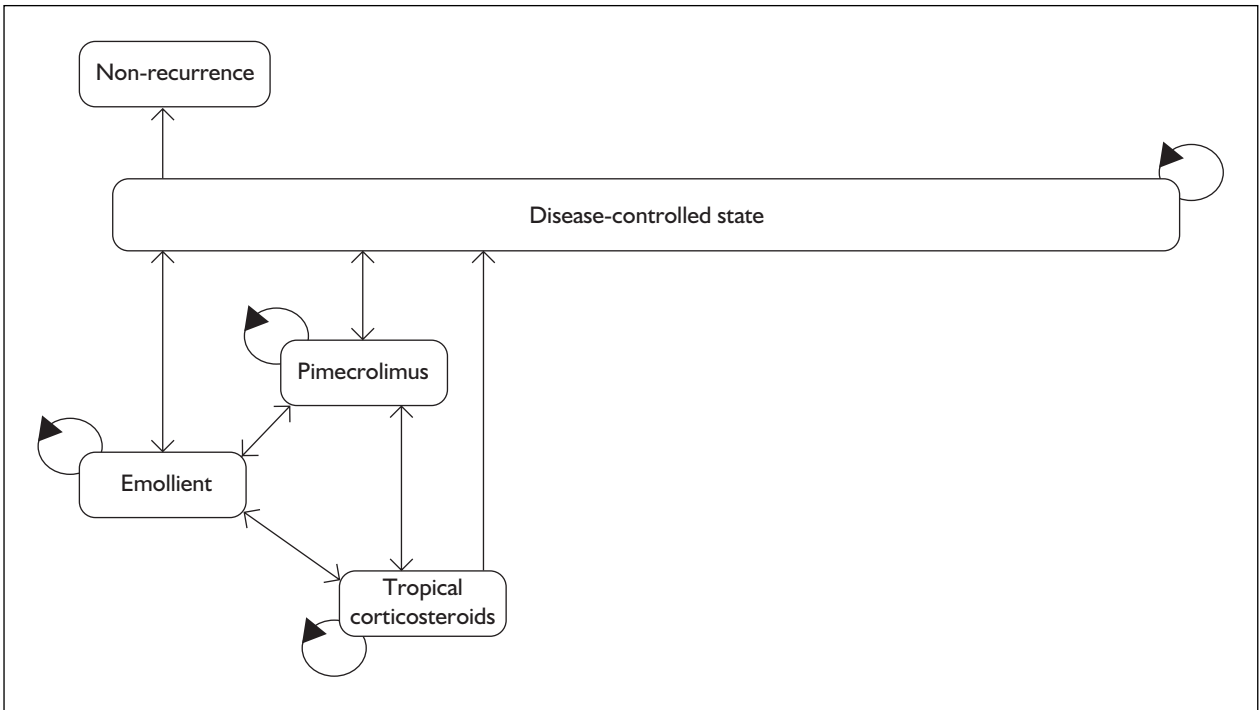 Non-recurrence
Disease-controlled state
Pimecrolimus
Emollient
Tropical
corticosteroids